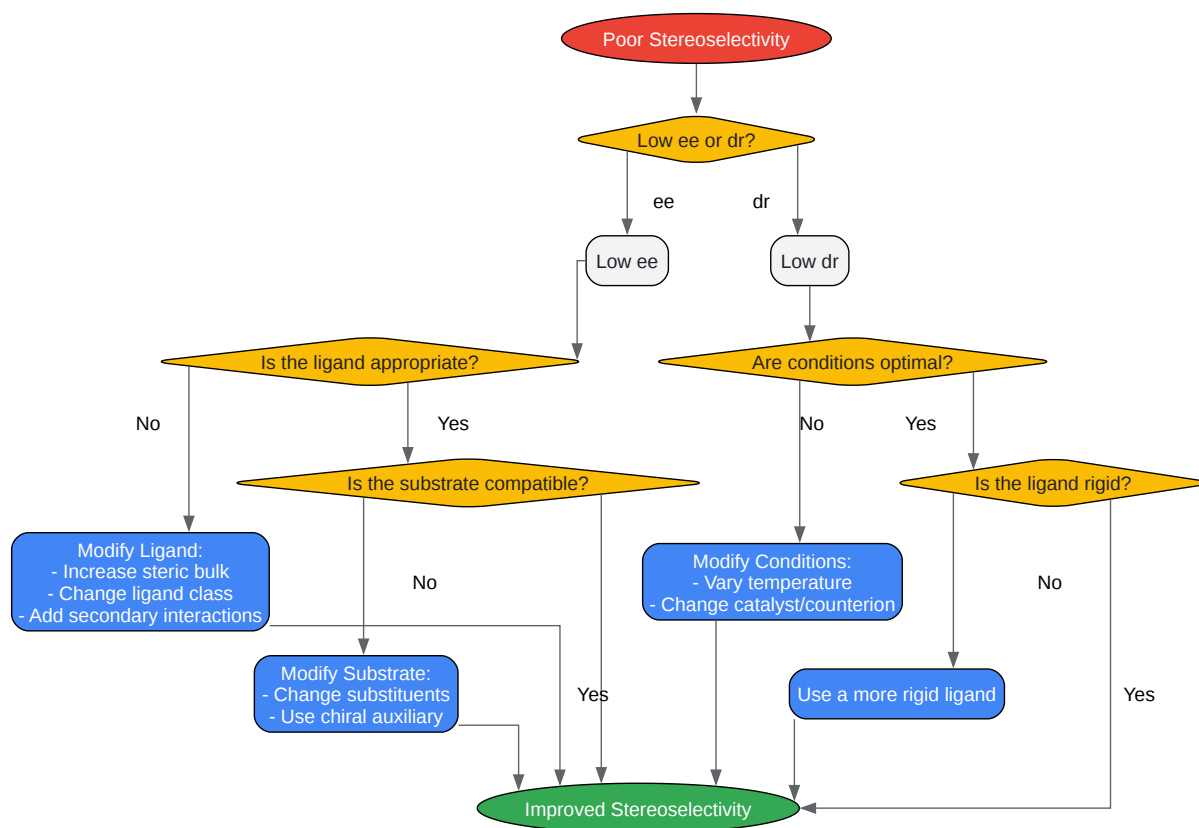 Poor Stereoselectivity
Low ee or dr?
ee
dr
Low ee
Low dr
Is the ligand appropriate?
Are conditions optimal?
No
Yes
No
Yes
Is the substrate compatible?
Is the ligand rigid?
Modify Ligand:
- Increase steric bulk
- Change ligand class
- Add secondary interactions
No
Modify Conditions:
- Vary temperature
- Change catalyst/counterion
No
Modify Substrate:
- Change substituents
- Use chiral auxiliary
Yes
Use a more rigid ligand
Yes
Improved Stereoselectivity